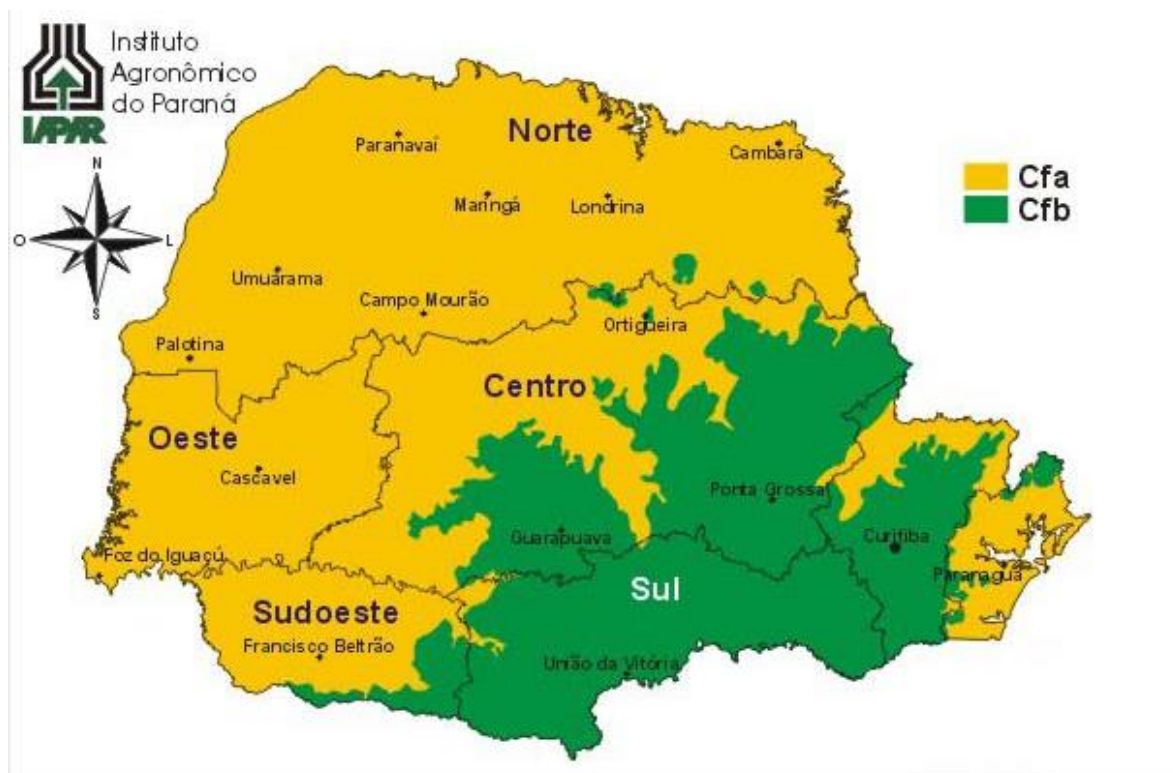 Instituto
Agronômico
do Paraná
IAPAR
N
O
L
S
Norte
Paranavaí
Cambará
Maringá
Londrina
Cfa
Cfb
Umuarama
Campo Mourão
Ortigueira
Palotina
Centro
Oeste
Cascavel
Ponta Grossa
Guarapuava
Curitiba
Foz do Iguaçú
Paranaguá
Sul
Sudoeste
Francisco Beltrão
União da Vitória